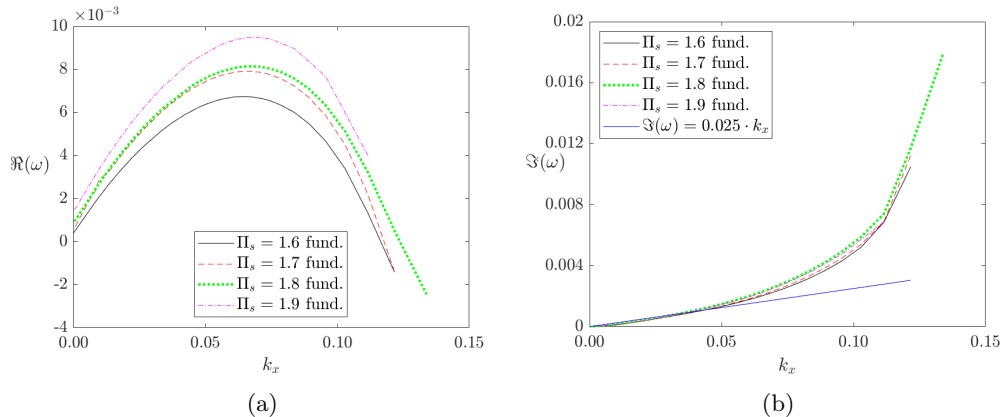 ×10⁻³
10
8
6
4
2
0
-2
-4
ℜ(ω)
0.00
0.05
0.10
0.15
k_x
Π_s = 1.6 fund.
Π_s = 1.7 fund.
Π_s = 1.8 fund.
Π_s = 1.9 fund.
(a)
0.02
0.016
0.012
0.008
0.004
0
ℑ(ω)
0.00
0.05
0.10
0.15
k_x
Π_s = 1.6 fund.
Π_s = 1.7 fund.
Π_s = 1.8 fund.
Π_s = 1.9 fund.
ℑ(ω) = 0.025 · k_x
(b)